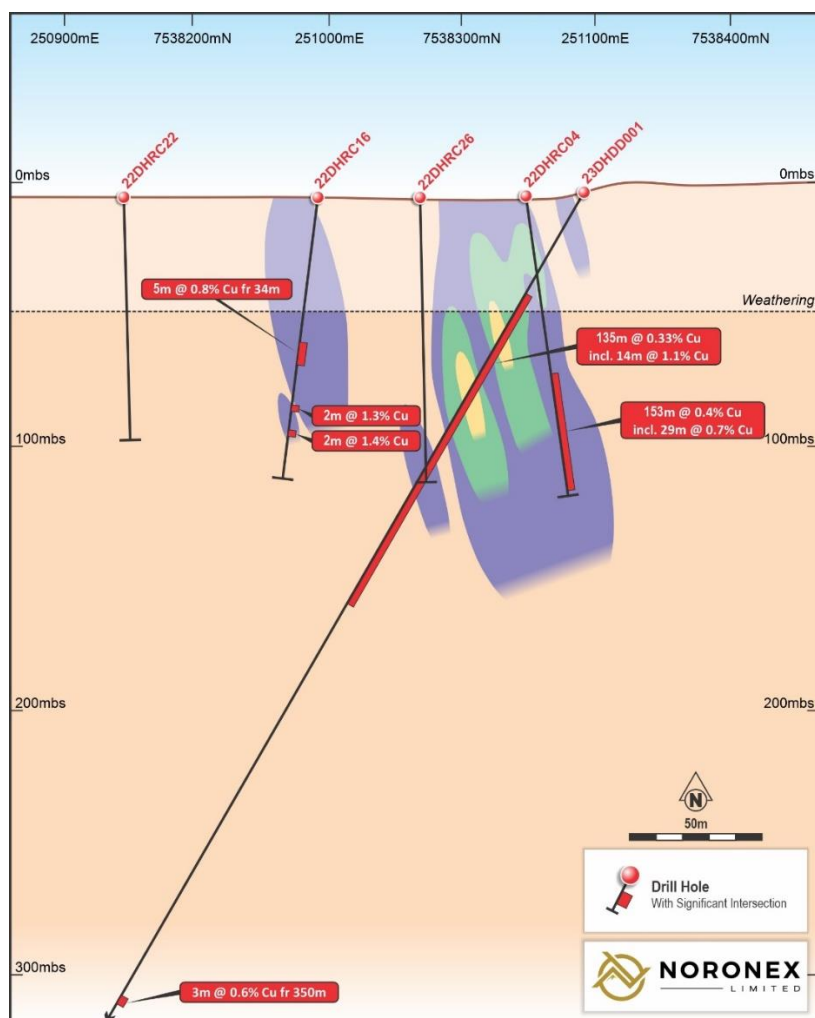 250900mE 7538200mN 251000mE 7538300mN 251100mE 7538400mN
22DHRC22
22DHRC16
22DHRC26
22DHRC04
23DHDD001
0mbs 0mbs
5m @ 0.8% Cu fr 34m
Weathering
135m @ 0.33% Cu
incl. 14m @ 1.1% Cu
2m @ 1.3% Cu
153m @ 0.4% Cu
incl. 29m @ 0.7% Cu
2m @ 1.4% Cu
100mbs 100mbs
200mbs 200mbs
N
50m
Drill Hole
With Significant Intersection
300mbs
3m @ 0.6% Cu fr 350m
NORONEX
LIMITED